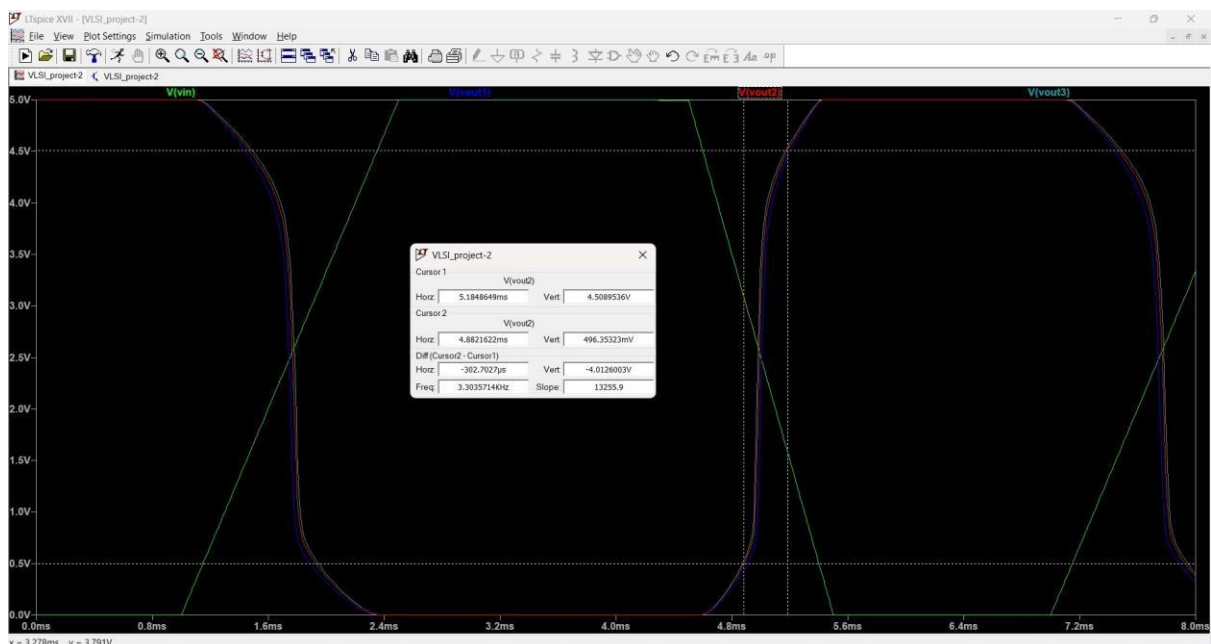 LTspice XVII - [VLSI_project-2]
File View Plot Settings Simulation Tools Window Help
VLSI_project-2 VLSI_project-2
V(vin) V(vout1) V(vout2) V(vout3)
5.0V
4.5V
4.0V
3.5V
3.0V
2.5V
2.0V
1.5V
1.0V
0.5V
0.0V
VLSI_project-2
Cursor 1
V(vout2)
Horz: 5.1848649ms Vert: 4.5089536V
Cursor 2
V(vout2)
Horz: 4.8821622ms Vert: 496.35323mV
Diff (Cursor2 - Cursor1)
Horz: -302.7027µs Vert: -4.0126003V
Freq: 3.3035714KHz Slope: 13255.9
0.0ms 0.8ms 1.6ms 2.4ms 3.2ms 4.0ms 4.8ms 5.6ms 6.4ms 7.2ms 8.0ms
x = 3.278ms y = 3.791V